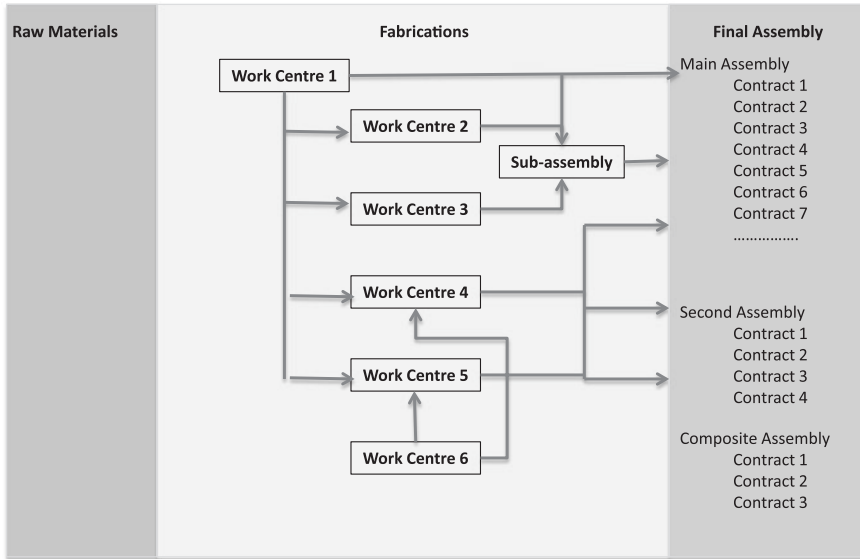 Raw Materials
Fabrications
Final Assembly
Work Centre 1
Work Centre 2
Sub-assembly
Work Centre 3
Work Centre 4
Work Centre 5
Work Centre 6
Main Assembly
Contract 1
Contract 2
Contract 3
Contract 4
Contract 5
Contract 6
Contract 7
…………….
Second Assembly
Contract 1
Contract 2
Contract 3
Contract 4
Composite Assembly
Contract 1
Contract 2
Contract 3